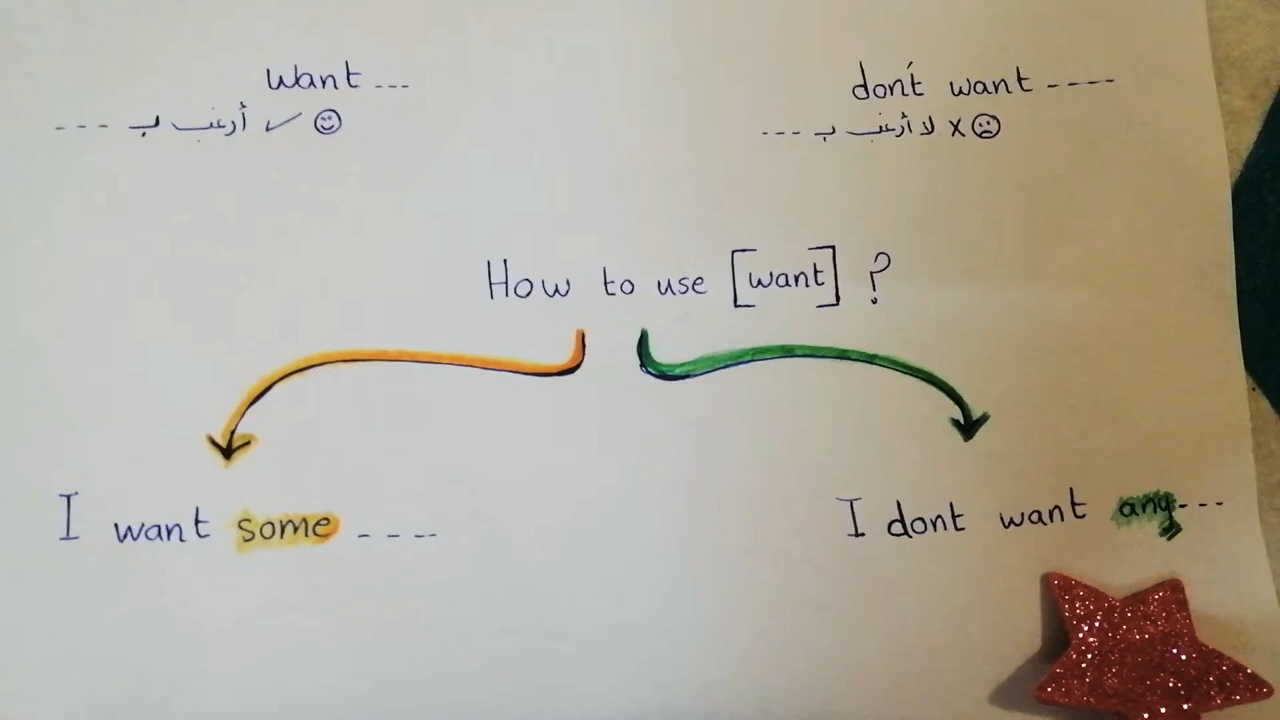 want ---
أرغب ب ---
don't want ----
لا أرغب ب ---
How to use [want] ?
I want some ----
I dont want any---